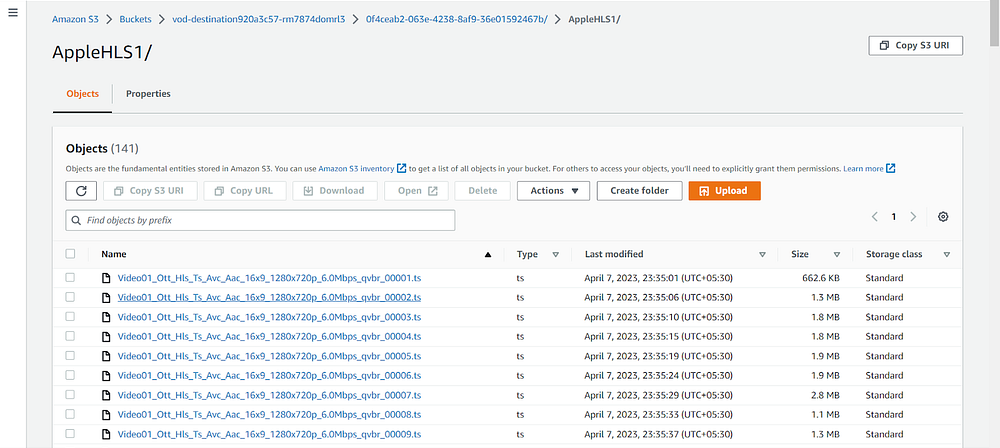 Amazon S3 > Buckets > vod-destination920a3c57-rm7874domrl3 > 0f4ceab2-063e-4238-8af9-36e01592467b/ > AppleHLS1/
AppleHLS1/
Copy S3 URI
Objects Properties
Objects (141)
Objects are the fundamental entities stored in Amazon S3. You can use Amazon S3 inventory to get a list of all objects in your bucket. For others to access your objects, you'll need to explicitly grant them permissions. Learn more
Copy S3 URI Copy URL Download Open Delete Actions Create folder Upload
Find objects by prefix
1
Name Type Last modified Size Storage class
Video01_Ott_Hls_Ts_Avc_Aac_16x9_1280x720p_6.0Mbps_qvbr_00001.ts ts April 7, 2023, 23:35:01 (UTC+05:30) 662.6 KB Standard
Video01_Ott_Hls_Ts_Avc_Aac_16x9_1280x720p_6.0Mbps_qvbr_00002.ts ts April 7, 2023, 23:35:06 (UTC+05:30) 1.3 MB Standard
Video01_Ott_Hls_Ts_Avc_Aac_16x9_1280x720p_6.0Mbps_qvbr_00003.ts ts April 7, 2023, 23:35:10 (UTC+05:30) 1.8 MB Standard
Video01_Ott_Hls_Ts_Avc_Aac_16x9_1280x720p_6.0Mbps_qvbr_00004.ts ts April 7, 2023, 23:35:15 (UTC+05:30) 1.8 MB Standard
Video01_Ott_Hls_Ts_Avc_Aac_16x9_1280x720p_6.0Mbps_qvbr_00005.ts ts April 7, 2023, 23:35:19 (UTC+05:30) 1.9 MB Standard
Video01_Ott_Hls_Ts_Avc_Aac_16x9_1280x720p_6.0Mbps_qvbr_00006.ts ts April 7, 2023, 23:35:24 (UTC+05:30) 1.9 MB Standard
Video01_Ott_Hls_Ts_Avc_Aac_16x9_1280x720p_6.0Mbps_qvbr_00007.ts ts April 7, 2023, 23:35:29 (UTC+05:30) 2.8 MB Standard
Video01_Ott_Hls_Ts_Avc_Aac_16x9_1280x720p_6.0Mbps_qvbr_00008.ts ts April 7, 2023, 23:35:33 (UTC+05:30) 1.1 MB Standard
Video01_Ott_Hls_Ts_Avc_Aac_16x9_1280x720p_6.0Mbps_qvbr_00009.ts ts April 7, 2023, 23:35:37 (UTC+05:30) 1.3 MB Standard